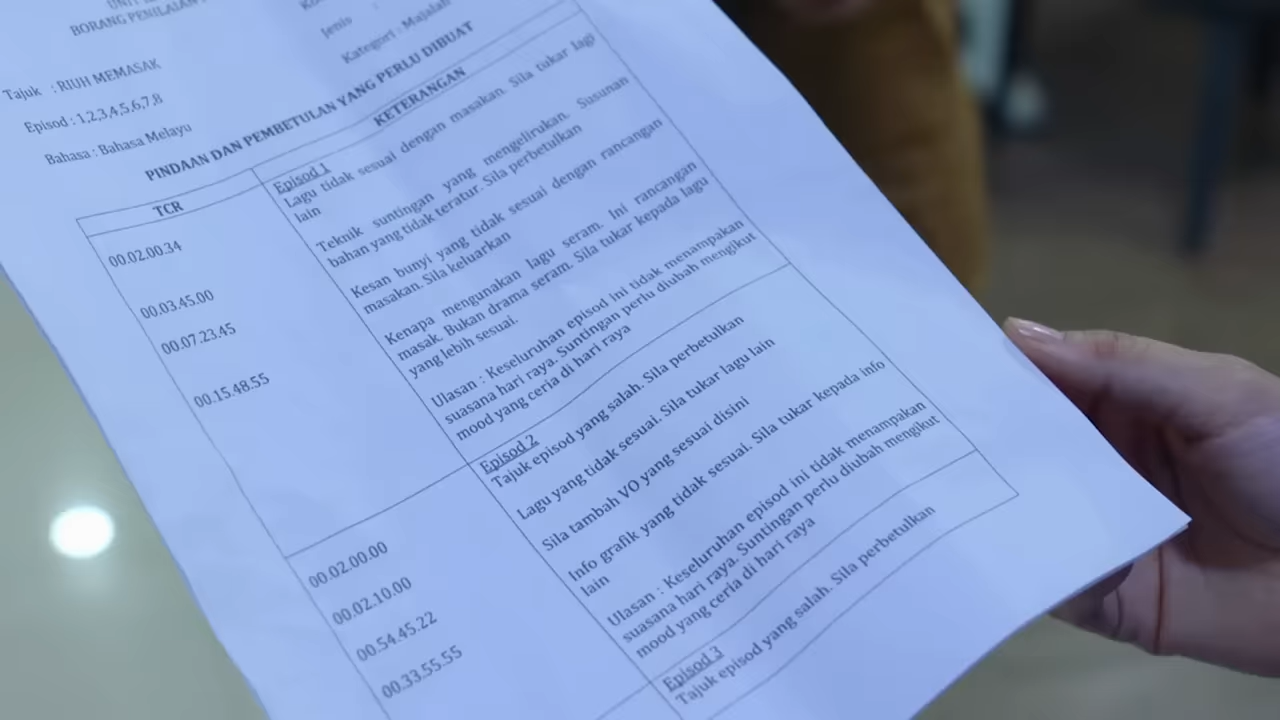 UNIT
BORANG PENILAIAN
Jenis :
Kategori : Majalah
Tajuk : RIUH MEMASAK
Episod : 1,2,3,4,5,6,7,8
Bahasa : Bahasa Melayu
PINDAAN DAN PEMBETULAN YANG PERLU DIBUAT
TCR
KETERANGAN
Episod 1
00.02.00.34
Lagu tidak sesuai dengan masakan. Sila tukar lagi
lain
00.03.45.00
Teknik suntingan yang mengelirukan. Susunan
bahan yang tidak teratur. Sila perbetulkan
00.07.23.45
Kesan bunyi yang tidak sesuai dengan rancangan
masakan. Sila keluarkan
00.15.48.55
Kenapa mengunakan lagu seram. Ini rancangan
masak. Bukan drama seram. Sila tukar kepada lagu
yang lebih sesuai.
Ulasan : Keseluruhan episod ini tidak menampakan
suasana hari raya. Suntingan perlu diubah mengikut
mood yang ceria di hari raya
Episod 2
00.02.00.00
Tajuk episod yang salah. Sila perbetulkan
00.02.10.00
Lagu yang tidak sesuai. Sila tukar lagu lain
00.54.45.22
Sila tambah VO yang sesuai disini
00.33.55.55
Info grafik yang tidak sesuai. Sila tukar kepada info
lain
Ulasan : Keseluruhan episod ini tidak menampakan
suasana hari raya. Suntingan perlu diubah mengikut
mood yang ceria di hari raya
Episod 3
Tajuk episod yang salah. Sila perbetulkan